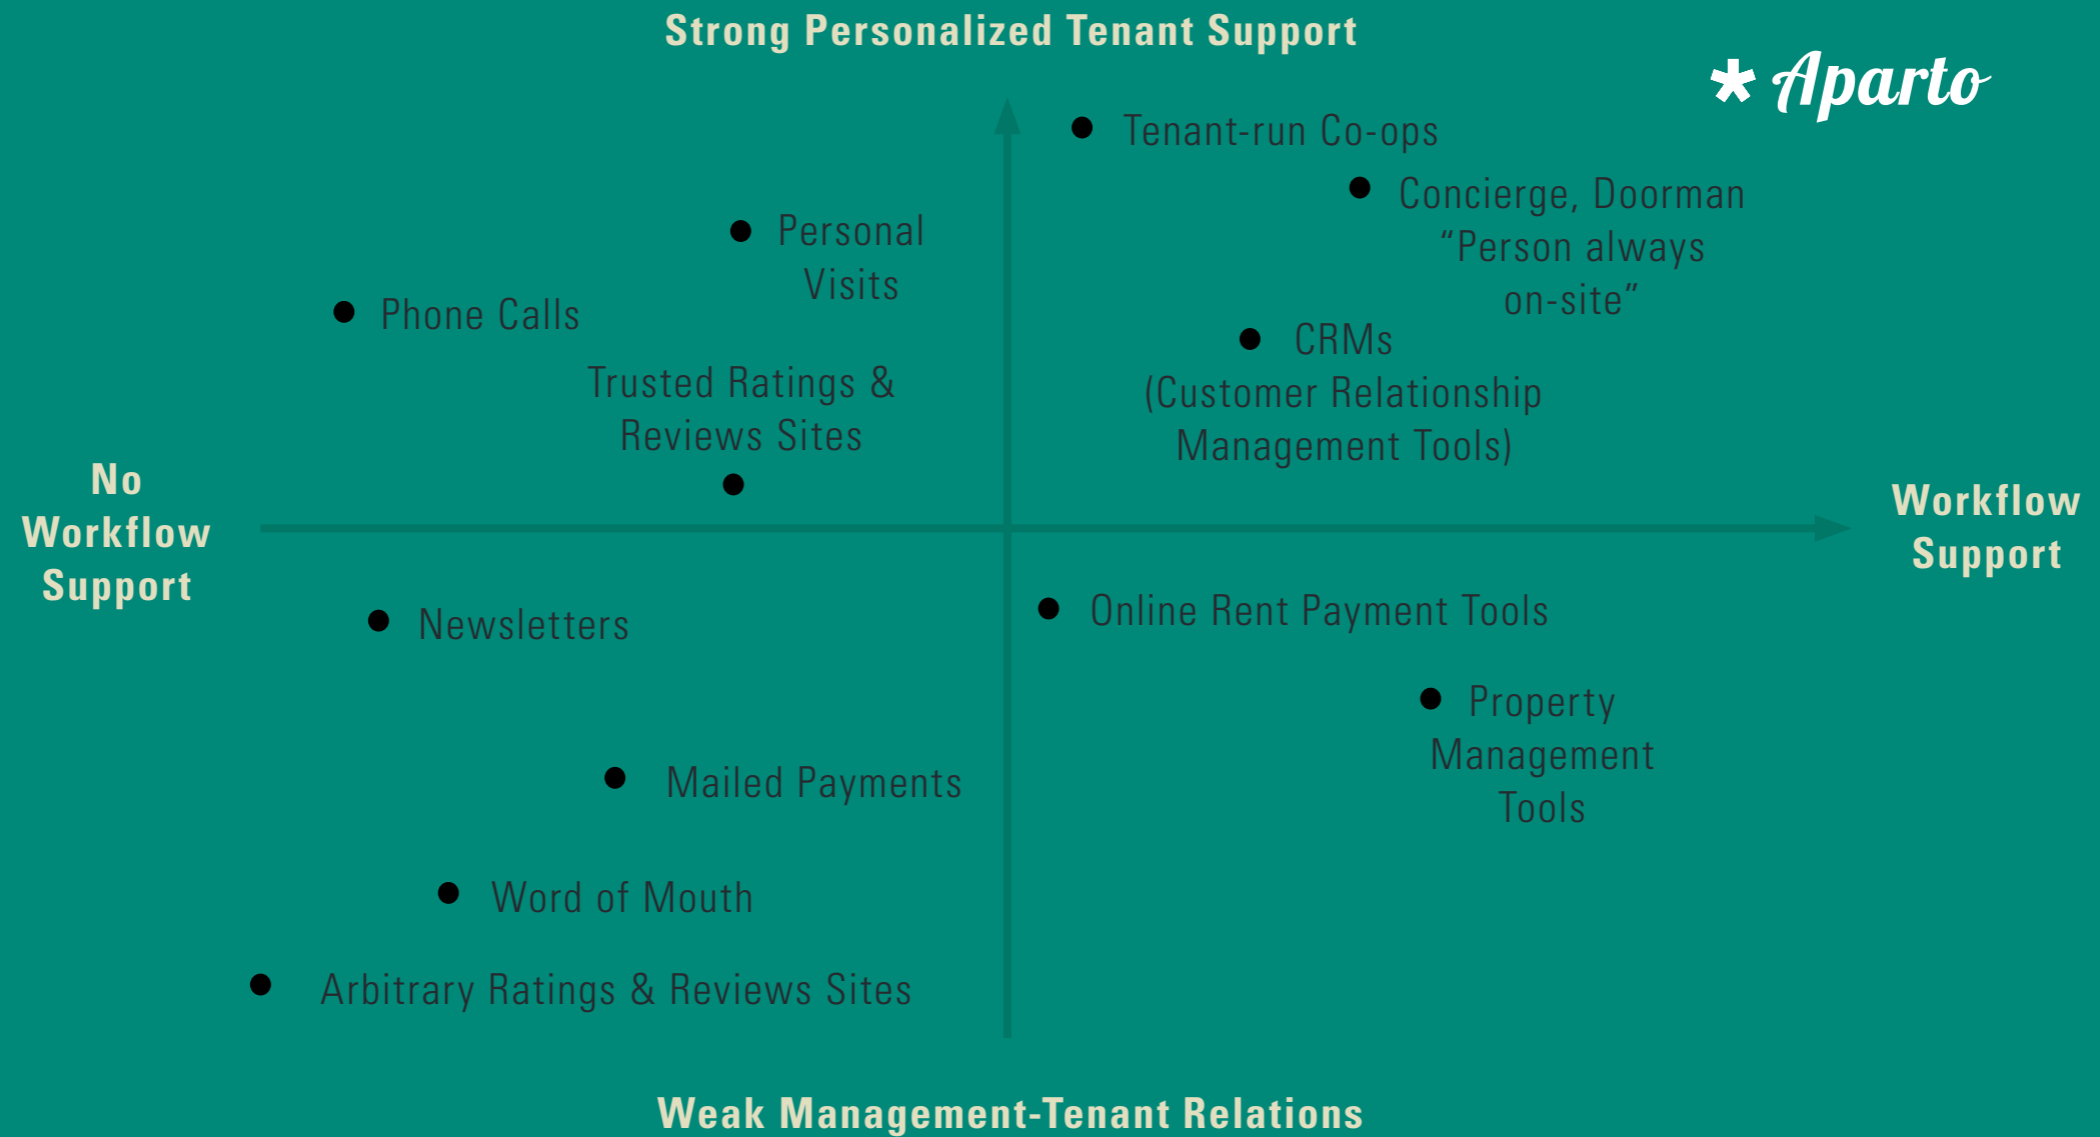 Strong Personalized Tenant Support
* Aparto
Tenant-run Co-ops
Concierge, Doorman
“Person always
on-site”
Personal
Visits
Phone Calls
CRMs
(Customer Relationship
Management Tools)
Trusted Ratings &
Reviews Sites
No
Workflow
Support
Workflow
Support
Newsletters
Online Rent Payment Tools
Property
Management
Tools
Mailed Payments
Word of Mouth
Arbitrary Ratings & Reviews Sites
Weak Management-Tenant Relations